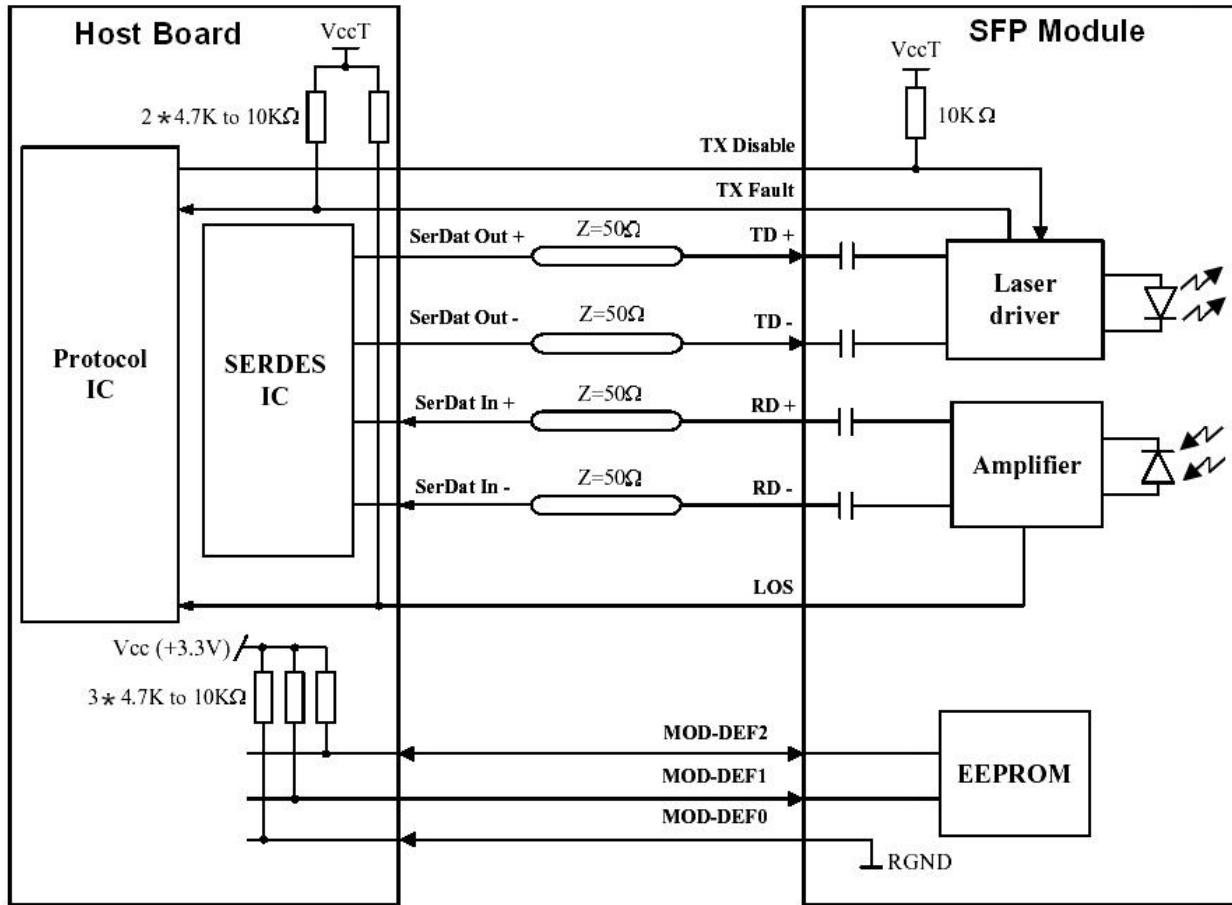 Host Board
SFP Module
VccT
VccT
2*4.7K to 10KΩ
10KΩ
TX Disable
TX Fault
SerDat Out +
Z=50Ω
TD +
Laser driver
SerDat Out -
Z=50Ω
TD -
Protocol IC
SERDES IC
SerDat In +
Z=50Ω
RD +
Amplifier
SerDat In -
Z=50Ω
RD -
LOS
Vcc (+3.3V)
3* 4.7K to 10KΩ
MOD-DEF2
EEPROM
MOD-DEF1
MOD-DEF0
RGND